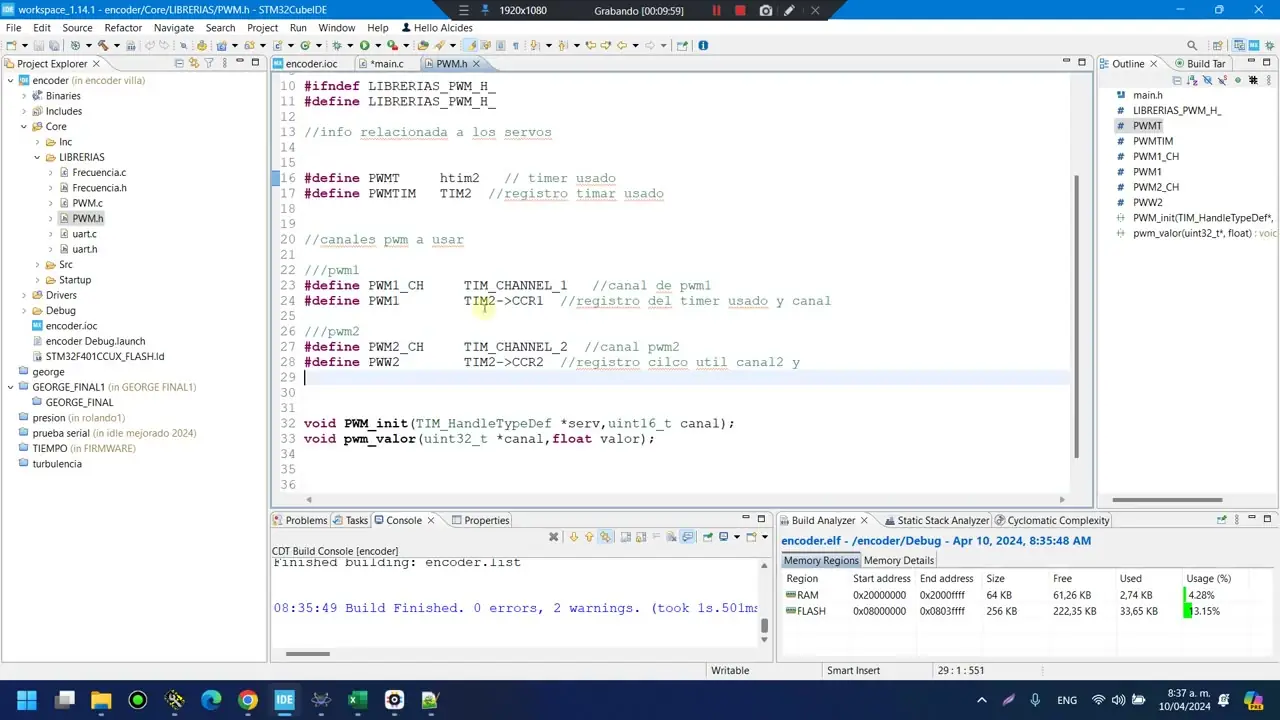 workspace_1.14.1 - encoder/Core/LIBRERIAS/PWM.h - STM32CubeIDE
1920x1080
Grabando (00:09:59)
File Edit Source Refactor Navigate Search Project Run Window Help Hello Alcides
Project Explorer
encoder (in encoder villa)
Binaries
Includes
Core
Inc
LIBRERIAS
Frecuencia.c
Frecuencia.h
PWM.c
PWM.h
uart.c
uart.h
Src
Startup
Drivers
Debug
encoder.ioc
encoder Debug.launch
STM32F401CCUX_FLASH.ld
george
GEORGE_FINAL1 (in GEORGE FINAL1)
GEORGE_FINAL
presion (in rolando1)
prueba serial (in idle mejorado 2024)
TIEMPO (in FIRMWARE)
turbulencia
encoder.ioc *main.c PWM.h
10 #ifndef LIBRERIAS_PWM_H_
11 #define LIBRERIAS_PWM_H_
12
13 //info relacionada a los servos
14
15
16 #define PWMT htim2 // timer usado
17 #define PWMTIM TIM2 //registro timar usado
18
19
20 //canales pwm a usar
21
22 ///pwm1
23 #define PWM1_CH TIM_CHANNEL_1 //canal de pwm1
24 #define PWM1 TIM2->CCR1 //registro del timer usado y canal
25
26 ///pwm2
27 #define PWM2_CH TIM_CHANNEL_2 //canal pwm2
28 #define PWW2 TIM2->CCR2 //registro cilco util canal2 y
29
30
31
32 void PWM_init(TIM_HandleTypeDef *serv,uint16_t canal);
33 void pwm_valor(uint32_t *canal,float valor);
34
35
36
Outline Build Tar
main.h
LIBRERIAS_PWM_H_
PWMT
PWMTIM
PWM1_CH
PWM1
PWM2_CH
PWW2
PWM_init(TIM_HandleTypeDef*,
pwm_valor(uint32_t*, float) : voic
Problems Tasks Console Properties
CDT Build Console [encoder]
Finished building: encoder.list
08:35:49 Build Finished. 0 errors, 2 warnings. (took 1s.501ms
Build Analyzer Static Stack Analyzer Cyclomatic Complexity
encoder.elf - /encoder/Debug - Apr 10, 2024, 8:35:48 AM
Memory Regions Memory Details
Region Start address End address Size Free Used Usage (%)
RAM 0x20000000 0x2000ffff 64 KB 61,26 KB 2,74 KB 4.28%
FLASH 0x08000000 0x0803ffff 256 KB 222,35 KB 33,65 KB 13.15%
Writable Smart Insert 29 : 1 : 551
IDE
ENG
8:37 a. m.
10/04/2024